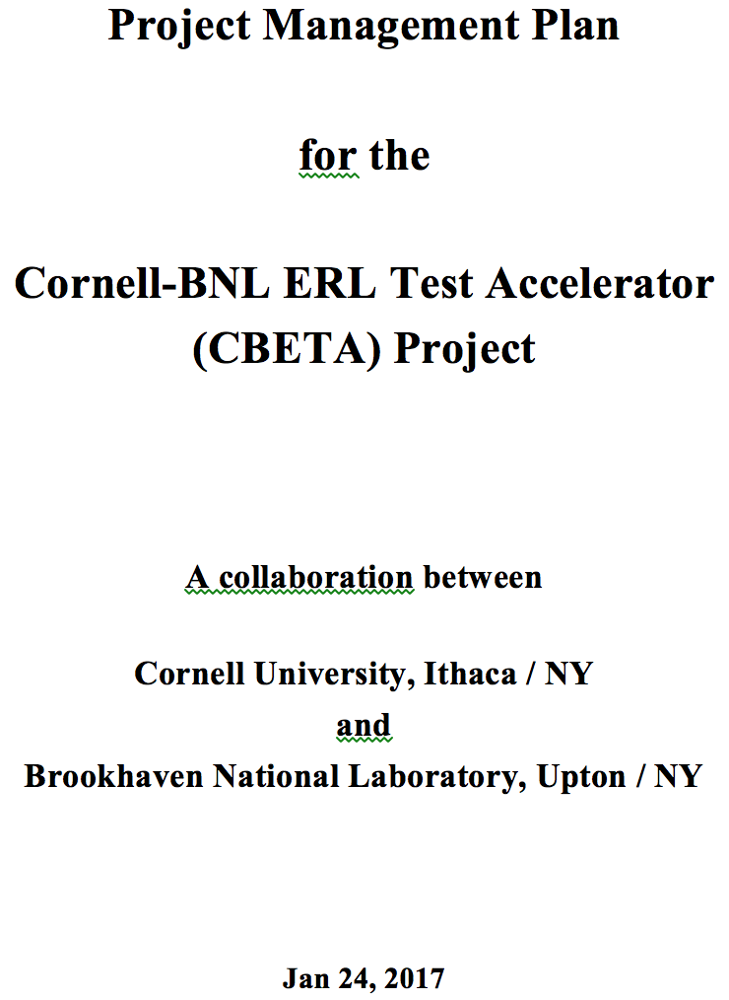 Project Management Plan
for the
Cornell-BNL ERL Test Accelerator
(CBETA) Project
A collaboration between
Cornell University, Ithaca / NY
and
Brookhaven National Laboratory, Upton / NY
Jan 24, 2017